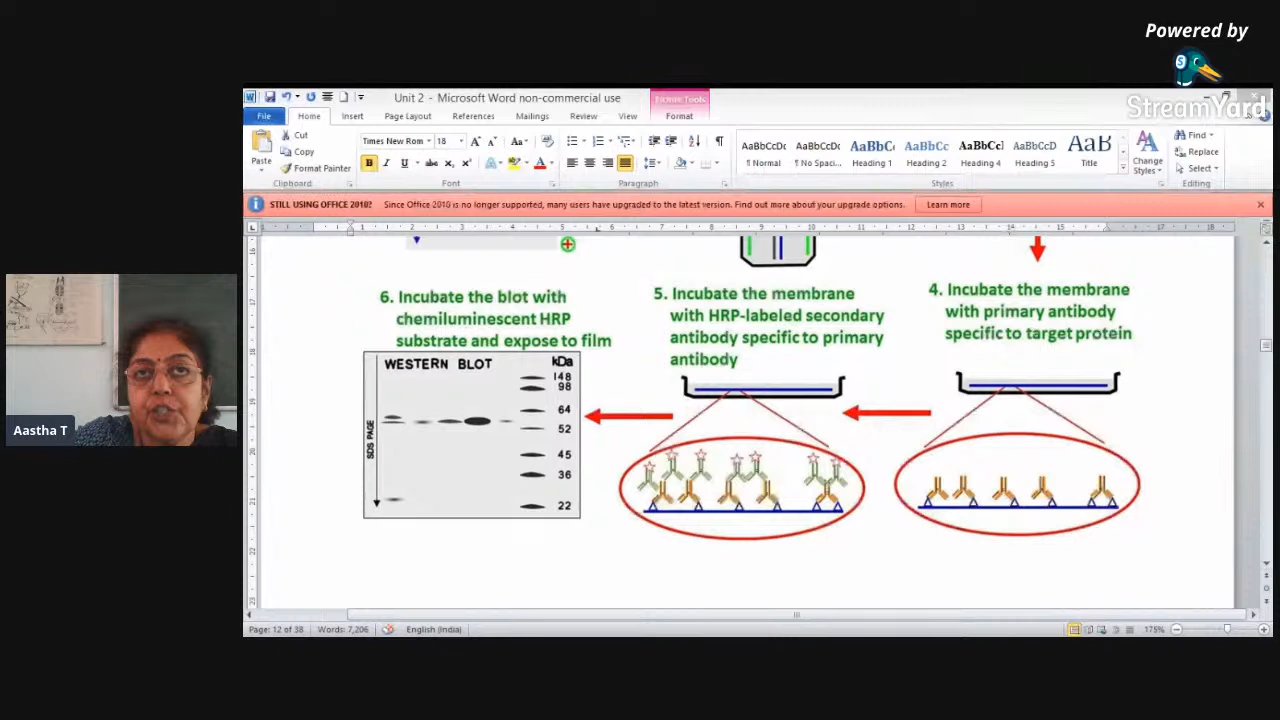 Powered by
S
StreamYard
Unit 2 - Microsoft Word non-commercial use
Picture Tools
File
Home
Insert
Page Layout
References
Mailings
Review
View
Format
Paste
Cut
Copy
Format Painter
Clipboard
Times New Rom
18
Font
Paragraph
AaBbCcDc
¶ Normal
AaBbCcDc
¶ No Spaci...
AaBbC
Heading 1
AaBbCc
Heading 2
AaBbCcI
Heading 4
AaBbCcD
Heading 5
AaB
Title
Change
Styles
Styles
Find
Replace
Select
Editing
STILL USING OFFICE 2010?
Since Office 2010 is no longer supported, many users have upgraded to the latest version. Find out more about your upgrade options.
Learn more
6. Incubate the blot with
chemiluminescent HRP
substrate and expose to film
5. Incubate the membrane
with HRP-labeled secondary
antibody specific to primary
antibody
4. Incubate the membrane
with primary antibody
specific to target protein
WESTERN BLOT
kDa
148
98
64
52
45
36
22
SDS PAGE
Aastha T
Page: 12 of 38
Words: 7,206
English (India)
175%